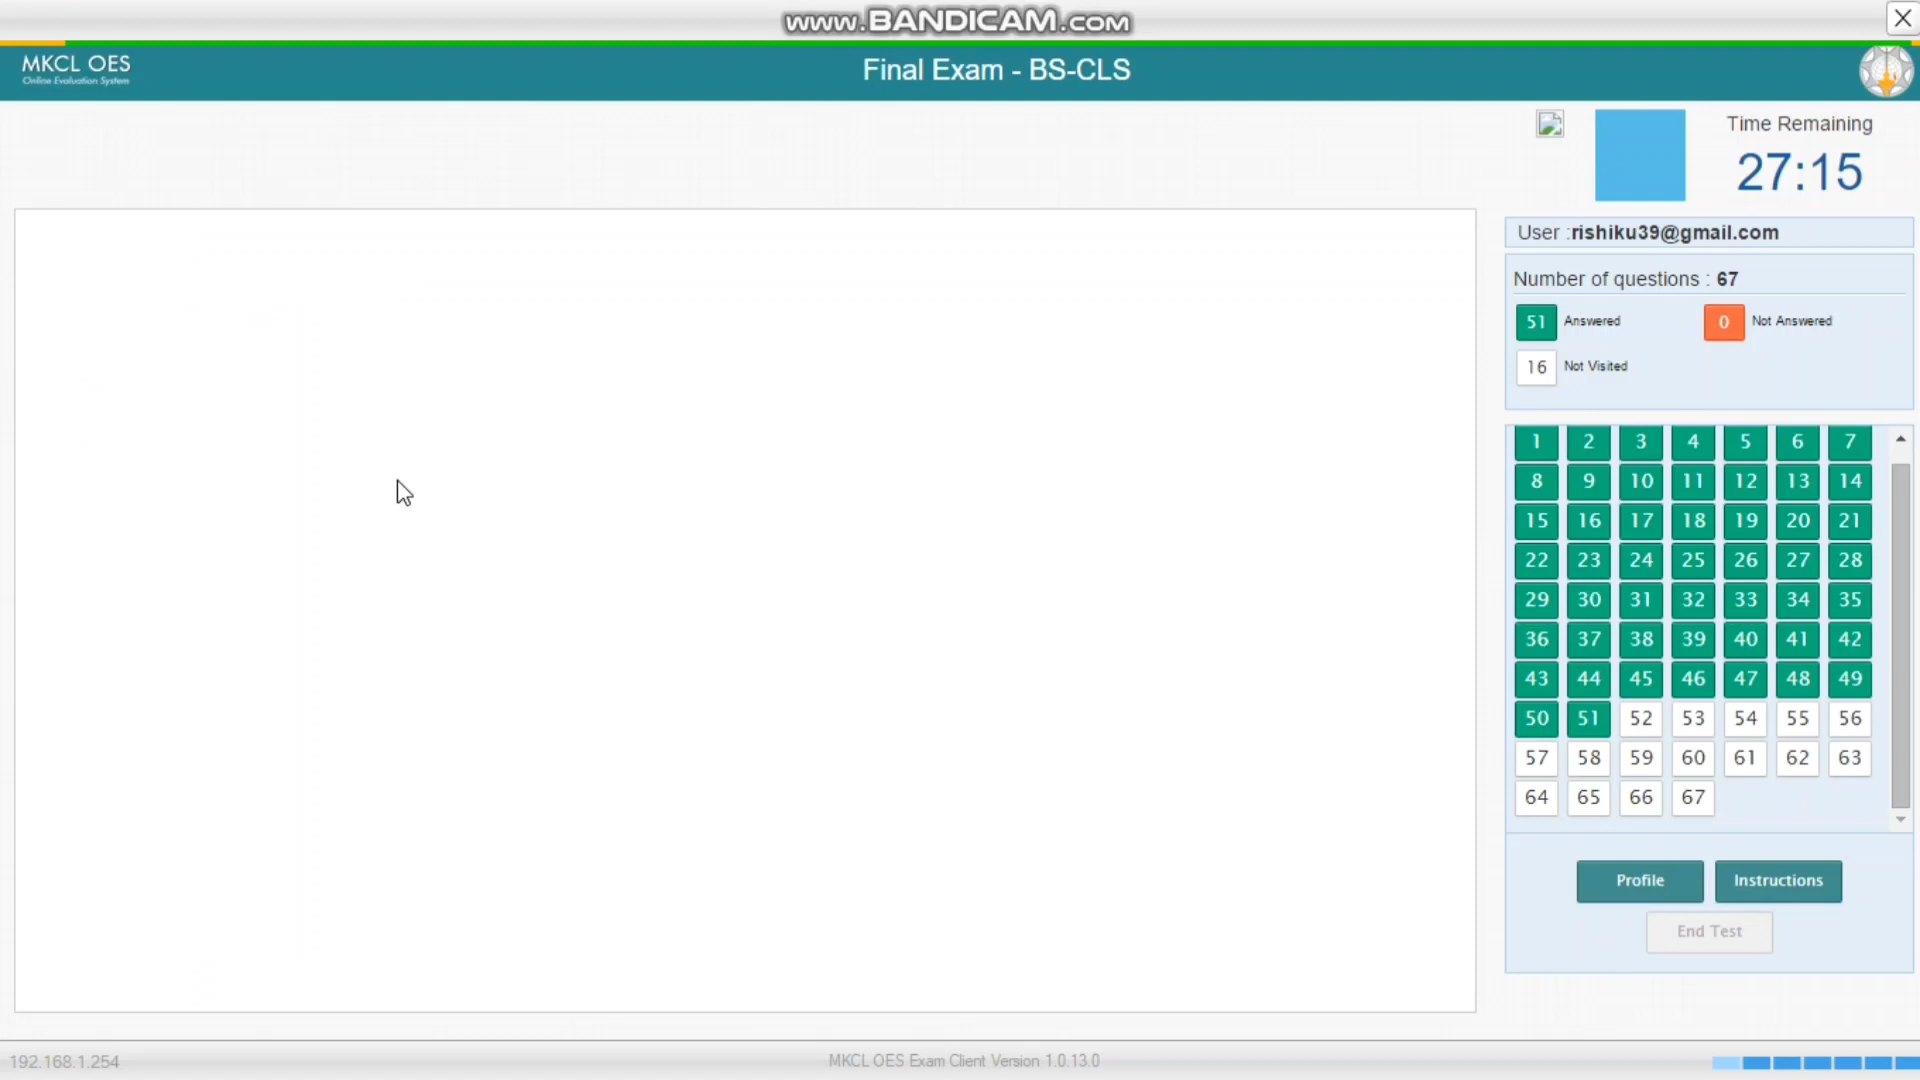 www.BANDICAM.com
MKCL OES
Online Evaluation System
Final Exam - BS-CLS
Time Remaining
27:15
User :rishiku39@gmail.com
Number of questions : 67
51 Answered 0 Not Answered
16 Not Visited
1 2 3 4 5 6 7
8 9 10 11 12 13 14
15 16 17 18 19 20 21
22 23 24 25 26 27 28
29 30 31 32 33 34 35
36 37 38 39 40 41 42
43 44 45 46 47 48 49
50 51 52 53 54 55 56
57 58 59 60 61 62 63
64 65 66 67
Profile Instructions
End Test
192.168.1.254
MKCL OES Exam Client Version 1.0.13.0